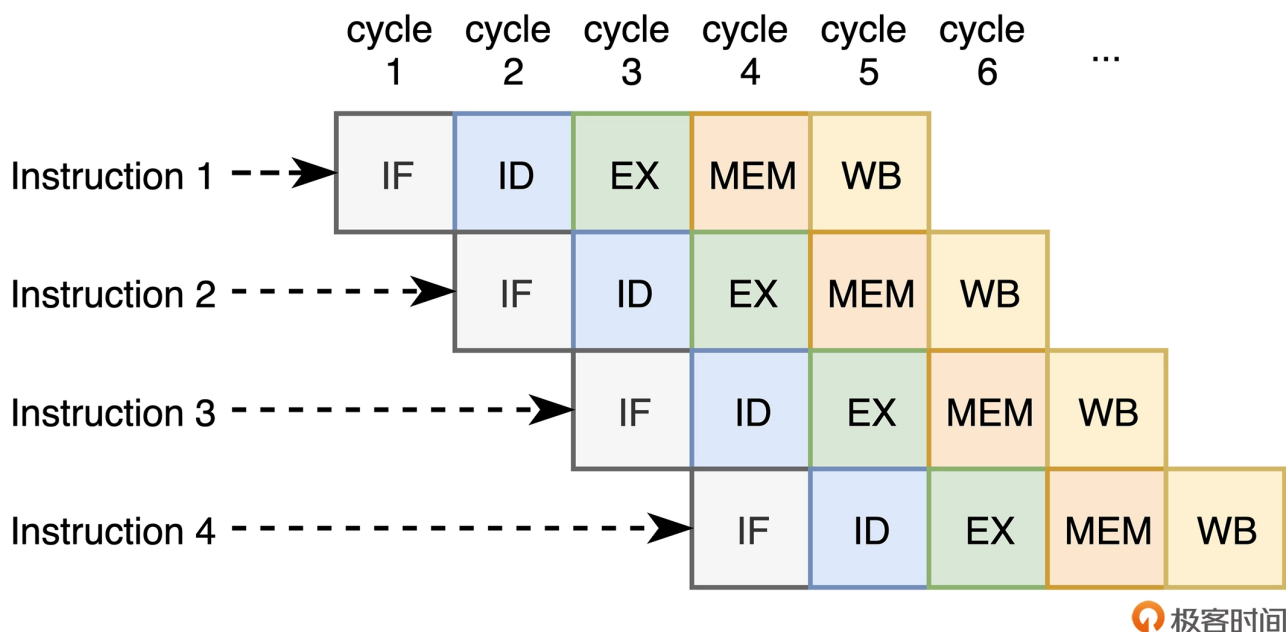 cycle cycle cycle cycle cycle cycle
1 2 3 4 5 6 ...
Instruction 1 IF ID EX MEM WB
Instruction 2 IF ID EX MEM WB
Instruction 3 IF ID EX MEM WB
Instruction 4 IF ID EX MEM WB
极客时间